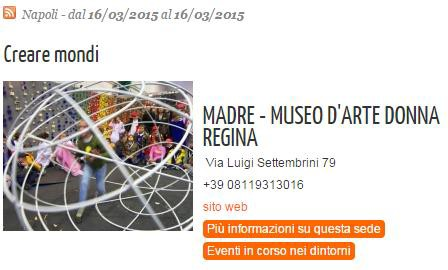 Napoli - dal 16/03/2015 al 16/03/2015
Creare mondi
MADRE - MUSEO D'ARTE DONNA
REGINA
Via Luigi Settembrini 79
+39 08119313016
sito web
Più informazioni su questa sede
Eventi in corso nei dintorni